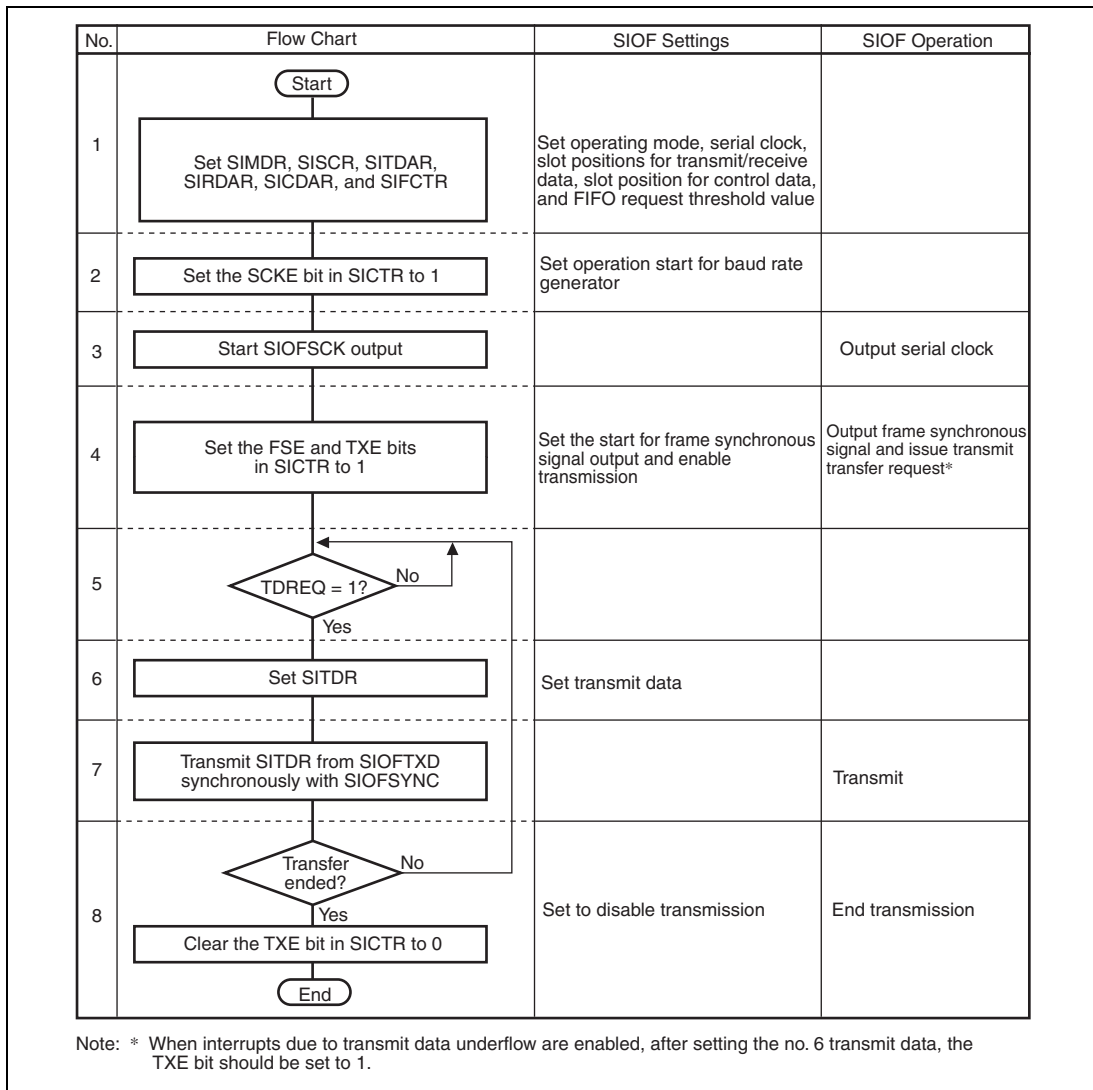 No.
Flow Chart
SIOF Settings
SIOF Operation
Start
1
Set SIMDR, SISCR, SITDAR,
SIRDAR, SICDAR, and SIFCTR
Set operating mode, serial clock,
slot positions for transmit/receive
data, slot position for control data,
and FIFO request threshold value
2
Set the SCKE bit in SICTR to 1
Set operation start for baud rate
generator
3
Start SIOFSCK output
Output serial clock
4
Set the FSE and TXE bits
in SICTR to 1
Set the start for frame synchronous
signal output and enable
transmission
Output frame synchronous
signal and issue transmit
transfer request*
5
TDREQ = 1?
No
Yes
6
Set SITDR
Set transmit data
7
Transmit SITDR from SIOFTXD
synchronously with SIOFSYNC
Transmit
8
Transfer
ended?
No
Yes
Clear the TXE bit in SICTR to 0
Set to disable transmission
End transmission
End
Note: * When interrupts due to transmit data underflow are enabled, after setting the no. 6 transmit data, the
TXE bit should be set to 1.